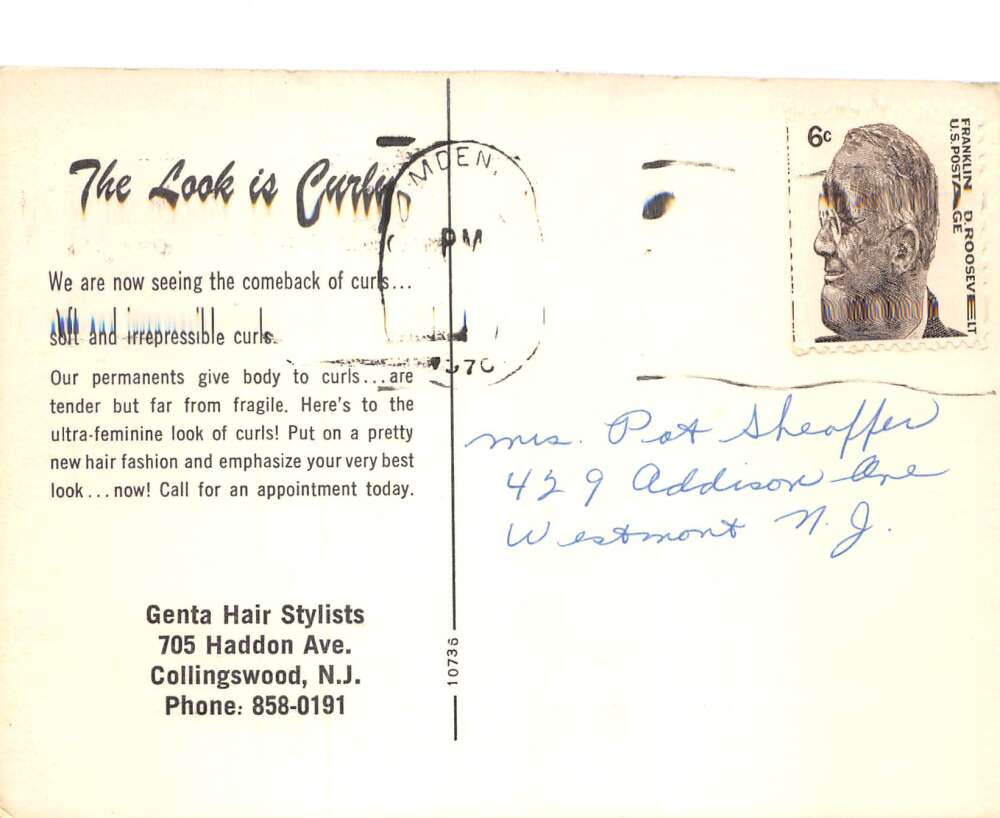 The Look is Curly
We are now seeing the comeback of curls...
soft and irrepressible curls.
Our permanents give body to curls...are
tender but far from fragile. Here's to the
ultra-feminine look of curls! Put on a pretty
new hair fashion and emphasize your very best
look...now! Call for an appointment today.
Genta Hair Stylists
705 Haddon Ave.
Collingswood, N.J.
Phone: 858-0191
10736
MDEN,
PM
6c
FRANKLIN D. ROOSEVELT
U.S. POSTAGE
Mrs. Pat Sheaffer
429 Addison Ave
Westmont N.J.